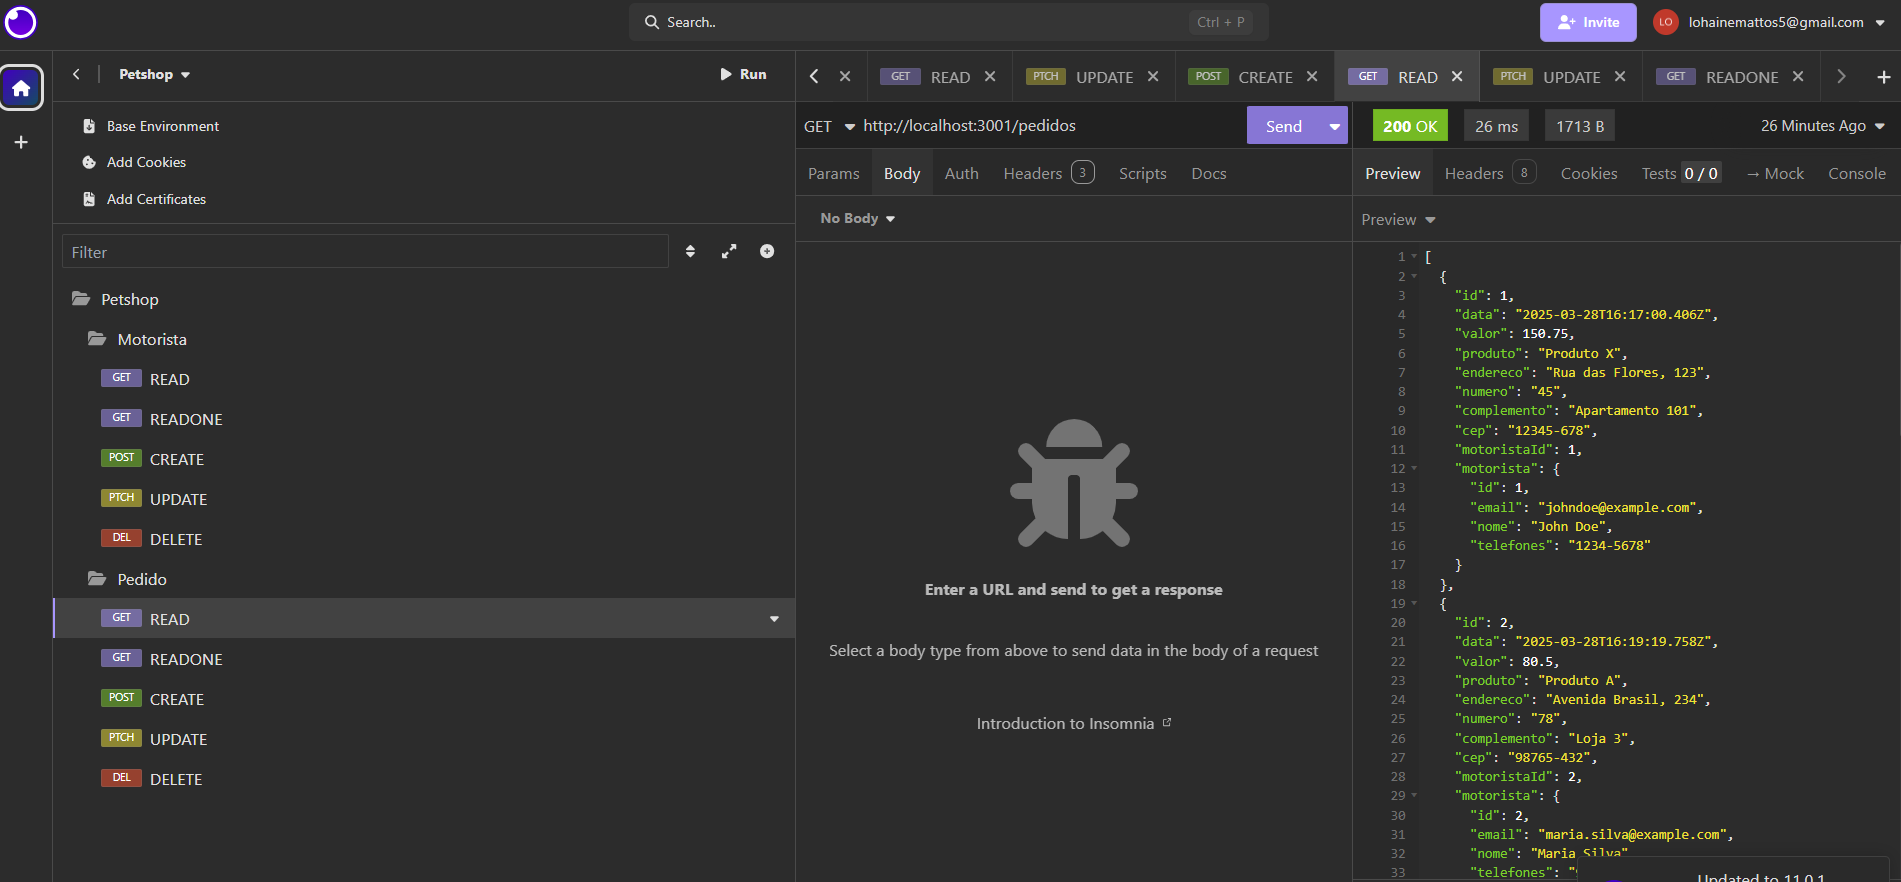 Search..
Ctrl + P
Invite
LO
lohainemattos5@gmail.com
Petshop
Run
Base Environment
Add Cookies
Add Certificates
Filter
Petshop
Motorista
GET READ
GET READONE
POST CREATE
PTCH UPDATE
DEL DELETE
Pedido
GET READ
GET READONE
POST CREATE
PTCH UPDATE
DEL DELETE
GET READ
PTCH UPDATE
POST CREATE
GET READ
PTCH UPDATE
GET READONE
GET http://localhost:3001/pedidos
Send
Params Body Auth Headers 3 Scripts Docs
No Body
Enter a URL and send to get a response
Select a body type from above to send data in the body of a request
Introduction to Insomnia
200 OK 26 ms 1713 B 26 Minutes Ago
Preview Headers 8 Cookies Tests 0 / 0 → Mock Console
Preview
1 [
2 {
3 "id": 1,
4 "data": "2025-03-28T16:17:00.406Z",
5 "valor": 150.75,
6 "produto": "Produto X",
7 "endereco": "Rua das Flores, 123",
8 "numero": "45",
9 "complemento": "Apartamento 101",
10 "cep": "12345-678",
11 "motoristaId": 1,
12 "motorista": {
13 "id": 1,
14 "email": "johndoe@example.com",
15 "nome": "John Doe",
16 "telefones": "1234-5678"
17 }
18 },
19 {
20 "id": 2,
21 "data": "2025-03-28T16:19:19.758Z",
22 "valor": 80.5,
23 "produto": "Produto A",
24 "endereco": "Avenida Brasil, 234",
25 "numero": "78",
26 "complemento": "Loja 3",
27 "cep": "98765-432",
28 "motoristaId": 2,
29 "motorista": {
30 "id": 2,
31 "email": "maria.silva@example.com",
32 "nome": "Maria Silva"
33 "telefones":
Updated to 11.0.1